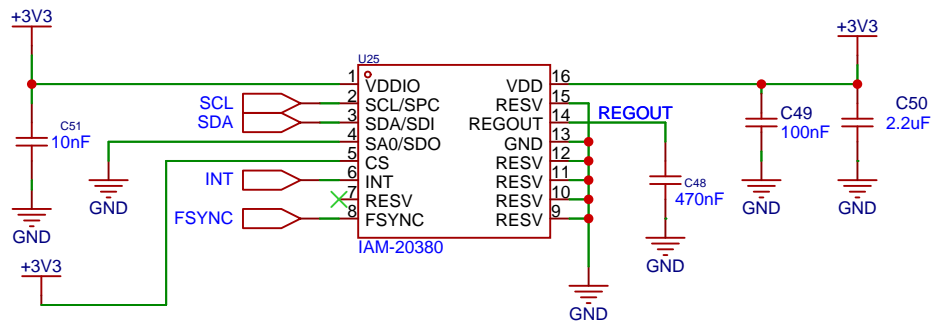 +3V3
+3V3
U25
1 VDDIO VDD 16
SCL 2 SCL/SPC RESV 15
SDA 3 SDA/SDI REGOUT 14 REGOUT
4 SA0/SDO GND 13
5 CS RESV 12
INT 6 INT RESV 11
7 RESV RESV 10
FSYNC 8 FSYNC RESV 9
IAM-20380
C51
10nF
C49
100nF
C50
2.2uF
C48
470nF
GND
GND
GND
GND
GND
+3V3
GND
GND